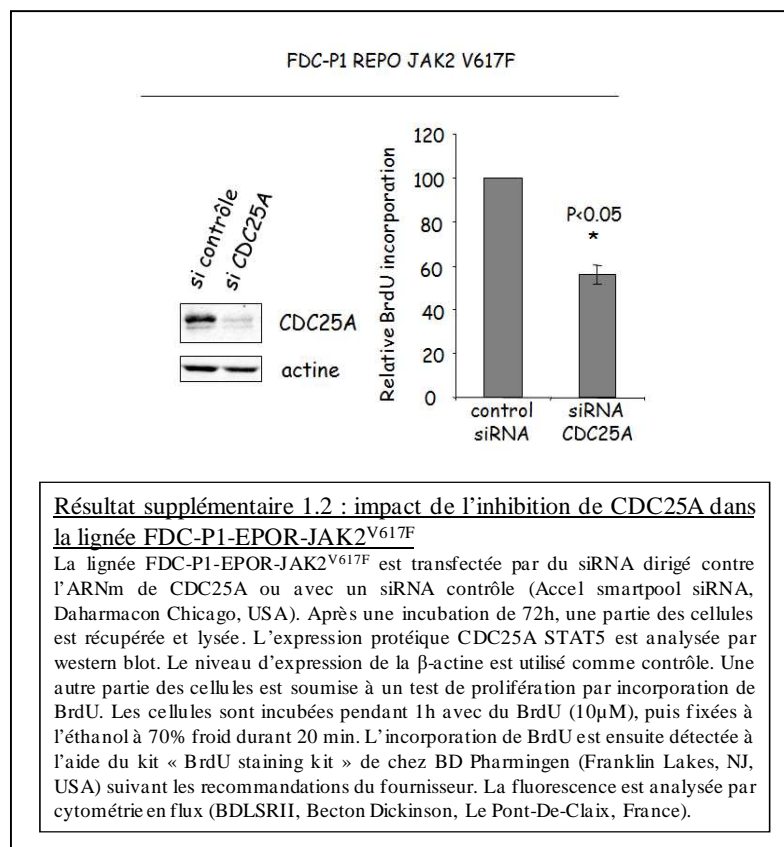 FDC-P1 REPO JAK2 V617F
si contrôle
si CDC25A
CDC25A
actine
Relative BrdU incorporation
120
100
80
60
40
20
0
P<0.05
*
control
siRNA
siRNA
CDC25A
Résultat supplémentaire 1.2 : impact de l'inhibition de CDC25A dans
la lignée FDC-P1-EPOR-JAK2V617F
La lignée FDC-P1-EPOR-JAK2V617F est transfectée par du siRNA dirigé contre
l'ARNm de CDC25A ou avec un siRNA contrôle (Accel smartpool siRNA,
Daharmacon Chicago, USA). Après une incubation de 72h, une partie des cellules
est récupérée et lysée. L'expression protéique CDC25A STAT5 est analysée par
western blot. Le niveau d'expression de la β-actine est utilisé comme contrôle. Une
autre partie des cellules est soumise à un test de prolifération par incorporation de
BrdU. Les cellules sont incubées pendant 1h avec du BrdU (10µM), puis fixées à
l'éthanol à 70% froid durant 20 min. L'incorporation de BrdU est ensuite détectée à
l'aide du kit « BrdU staining kit » de chez BD Pharmingen (Franklin Lakes, NJ,
USA) suivant les recommandations du fournisseur. La fluorescence est analysée par
cytométrie en flux (BDLSRII, Becton Dickinson, Le Pont-De-Claix, France).